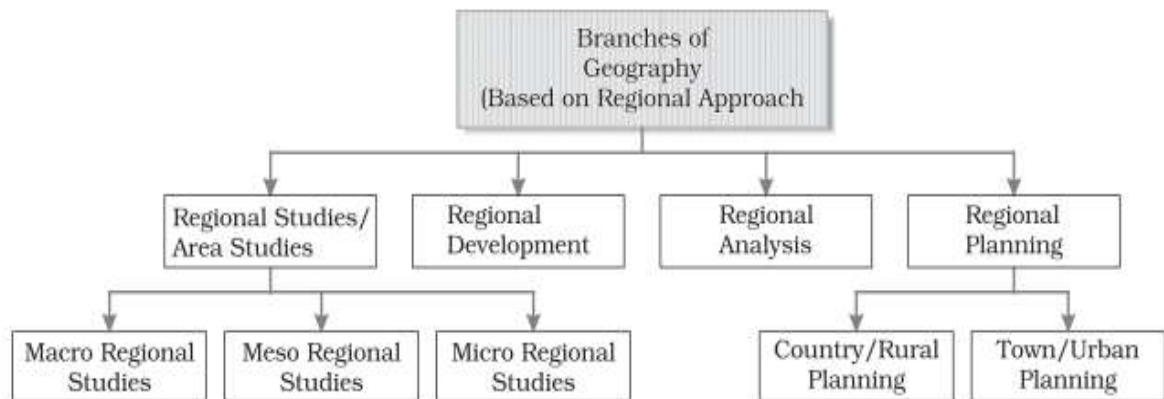 Branches of
Geography
(Based on Regional Approach
Regional Studies/
Area Studies
Regional
Development
Regional
Analysis
Regional
Planning
Macro Regional
Studies
Meso Regional
Studies
Micro Regional
Studies
Country/Rural
Planning
Town/Urban
Planning